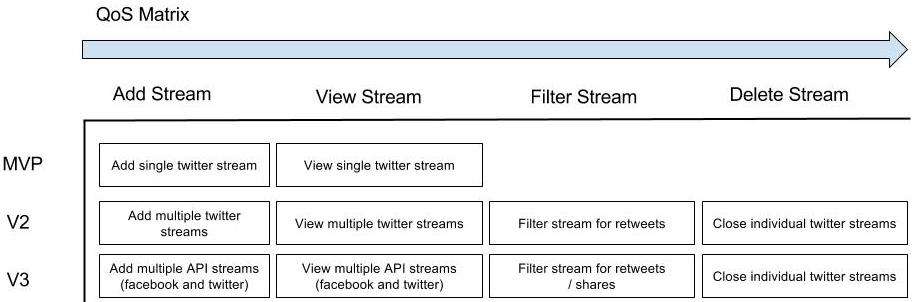 QoS Matrix
Add Stream
View Stream
Filter Stream
Delete Stream
MVP
Add single twitter stream
View single twitter stream
V2
Add multiple twitter
streams
View multiple twitter streams
Filter stream for retweets
Close individual twitter streams
V3
Add multiple API streams
(facebook and twitter)
View multiple API streams
(facebook and twitter)
Filter stream for retweets
/ shares
Close individual twitter streams